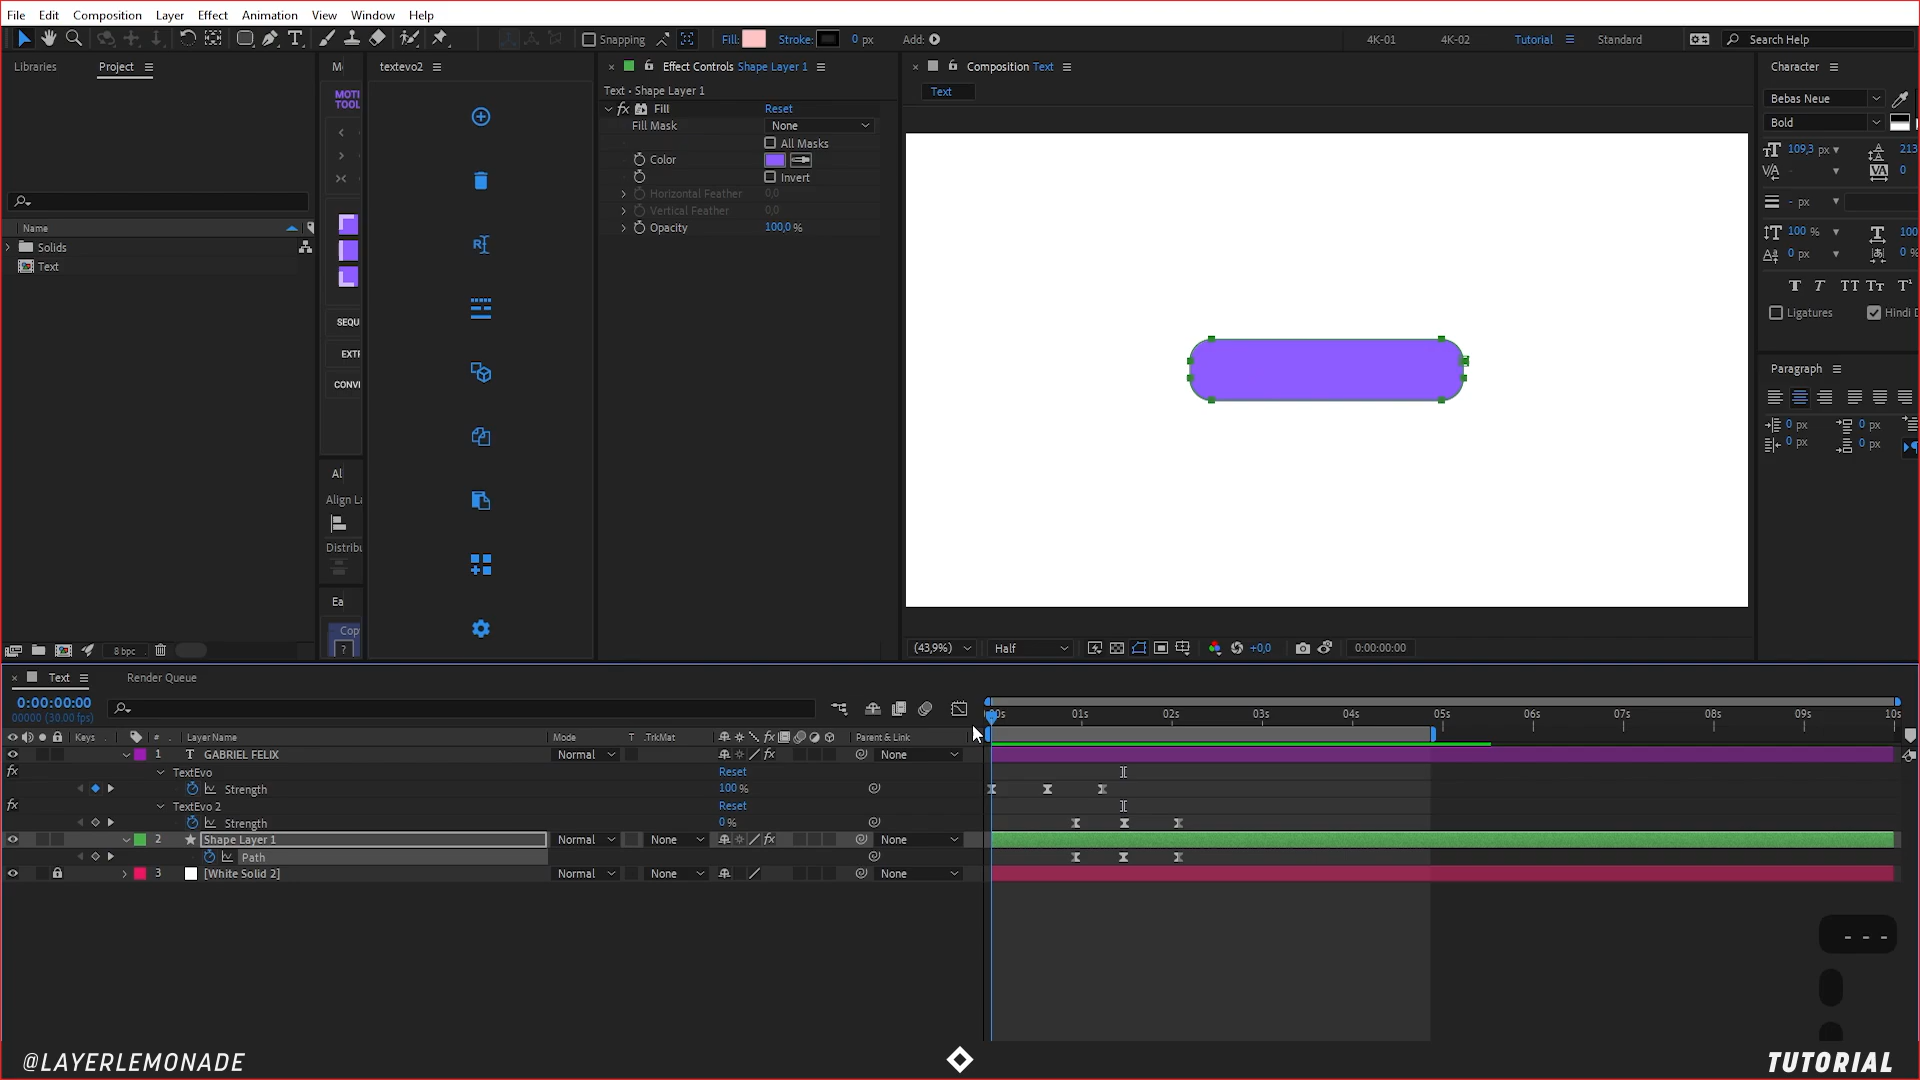 File Edit Composition Layer Effect Animation View Window Help
Snapping Fill: Stroke: 0 px Add: 4K-01 4K-02 Tutorial Standard Search Help
Libraries Project
textevo2
Effect Controls Shape Layer 1
Composition Text
Character
Text
Text • Shape Layer 1
MOTI
TOOL
fx Fill Reset
Fill Mask None
All Masks
Color
Invert
Horizontal Feather 0,0
Vertical Feather 0,0
Opacity 100,0 %
Bebas Neue
Bold
109,3 px 213
0
- px
100 % 100
0 px 0 %
Ligatures Hindi D
Paragraph
0 px 0 px
0 px 0 px
Name
Solids
Text
SEQU
EXTR
CONVI
Al
Align La
Distribu
Ea
Cop
?
8 bpc
(43,9%) Half +0,0 0:00:00:00
Text Render Queue
0:00:00:00
00000 (30.00 fps)
:00s 01s 02s 03s 04s 05s 06s 07s 08s 09s 10s
Keys # Layer Name Mode T .TrkMat Parent & Link
1 T GABRIEL FELIX Normal None
TextEvo Reset
Strength 100 %
TextEvo 2 Reset
Strength 0 %
2 Shape Layer 1 Normal None None
Path
3 [White Solid 2] Normal None None
- - -
@LAYERLEMONADE
TUTORIAL